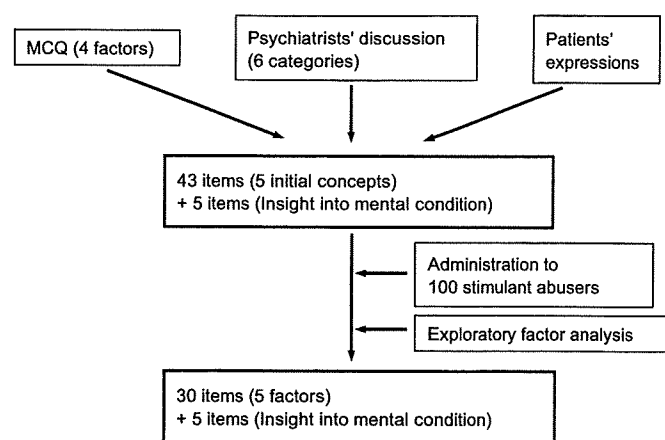 MCQ (4 factors)
Psychiatrists' discussion
(6 categories)
Patients'
expressions
43 items (5 initial concepts)
+ 5 items (Insight into mental condition)
Administration to
100 stimulant abusers
Exploratory factor analysis
30 items (5 factors)
+ 5 items (Insight into mental condition)